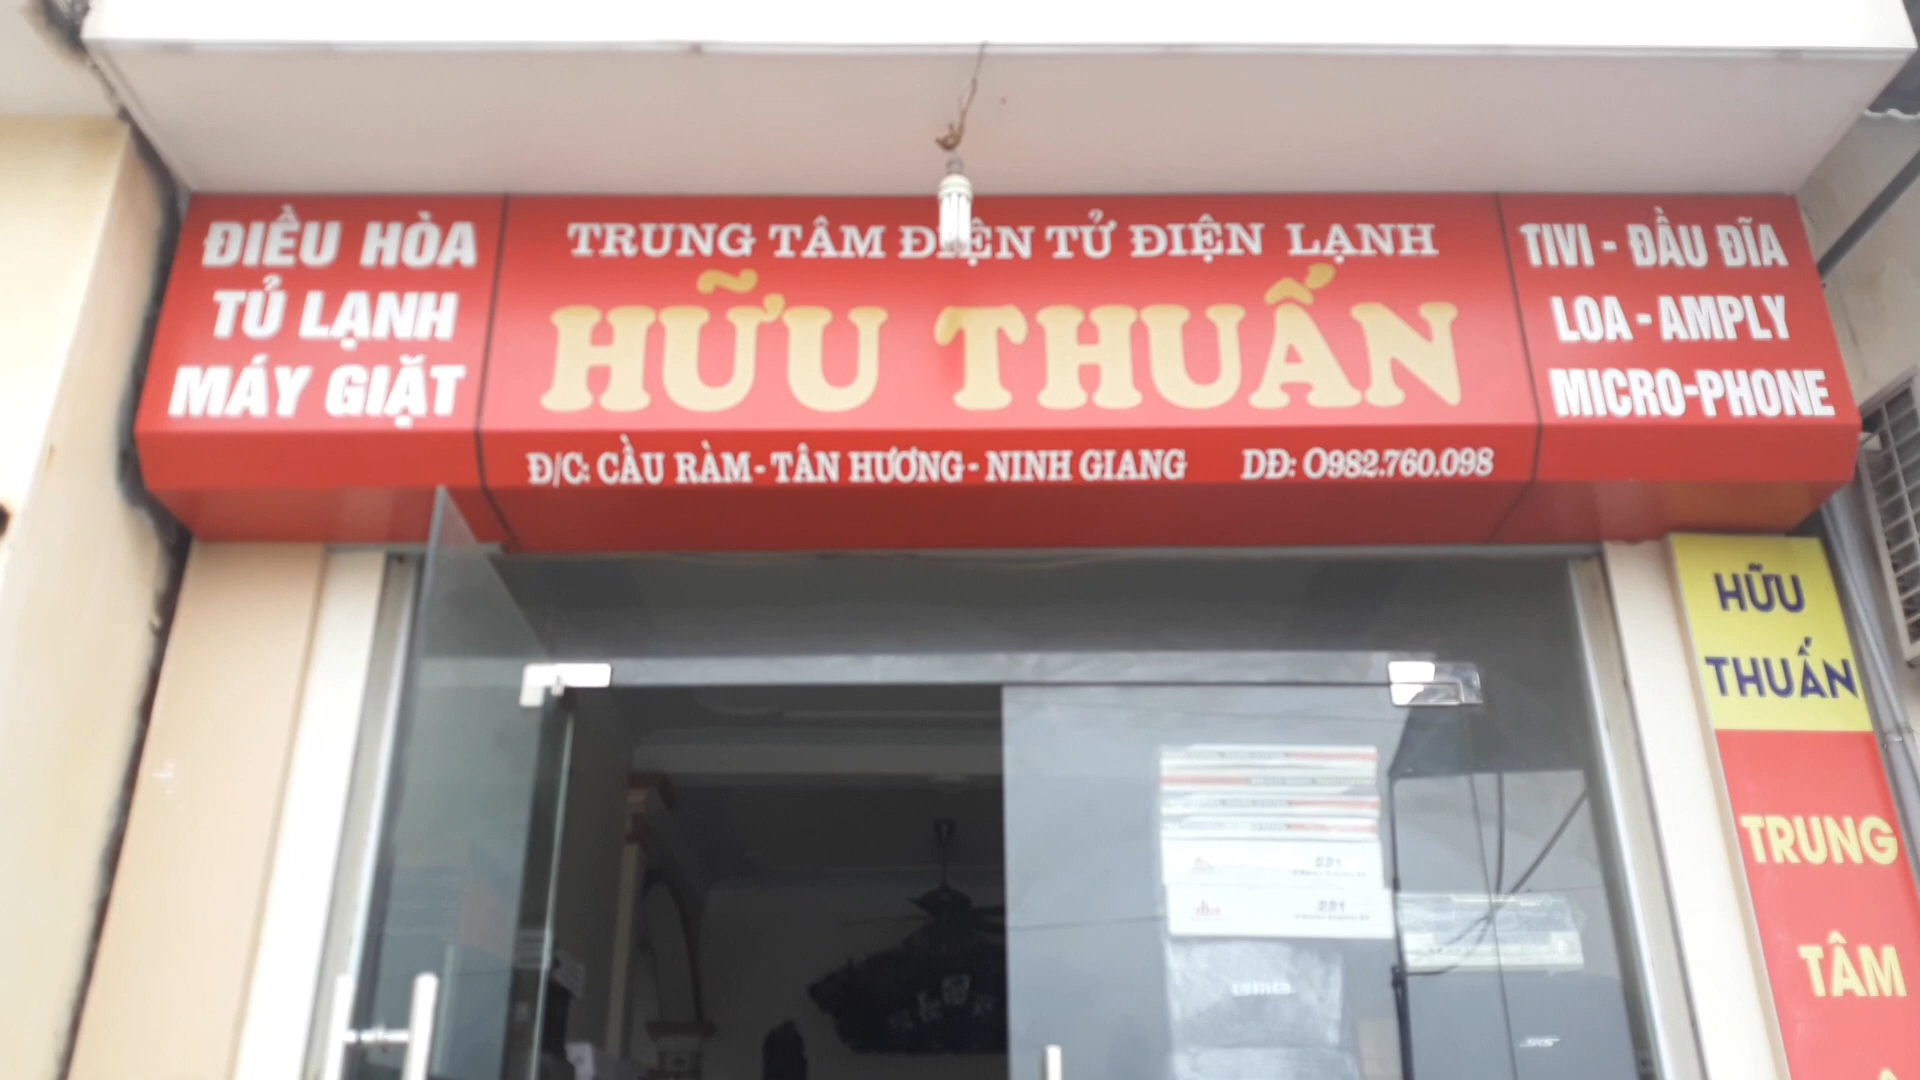 ĐIỀU HÒA
TỦ LẠNH
MÁY GIẶT
TRUNG TÂM ĐIỆN TỬ ĐIỆN LẠNH
HỮU THUẤN
Đ/C: CẦU RÀM - TÂN HƯƠNG - NINH GIANG DĐ: 0982.760.098
TIVI - ĐẦU ĐĨA
LOA - AMPLY
MICRO-PHONE
HỮU
THUẤN
TRUNG
TÂM